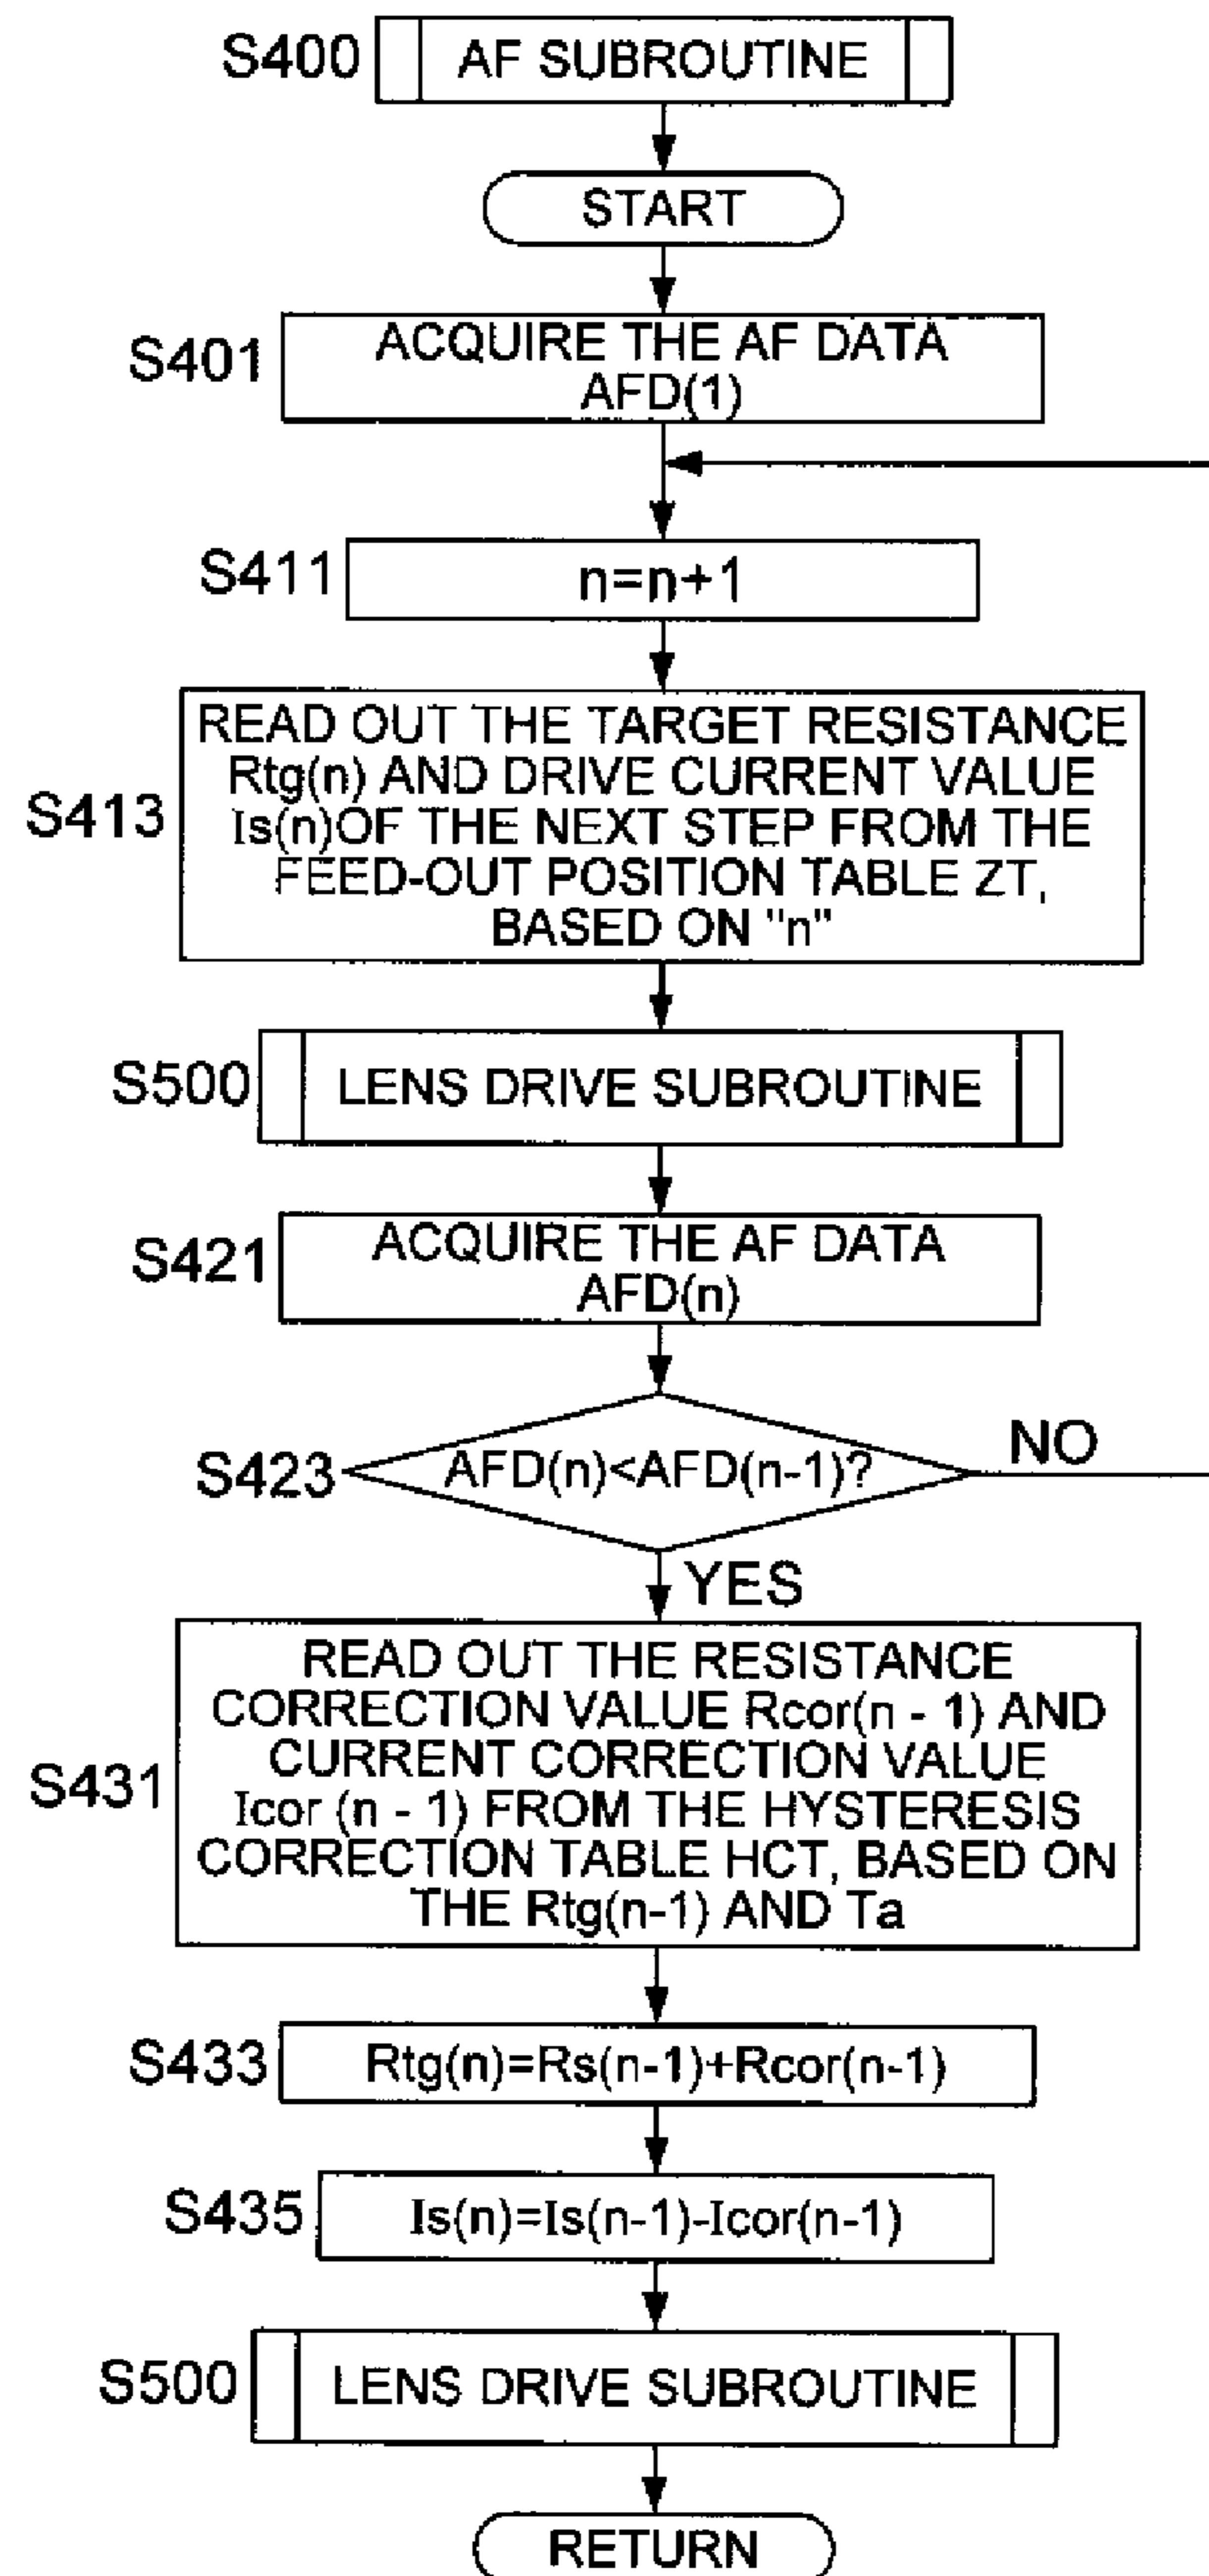 S400
AF SUBROUTINE
START
S401
ACQUIRE THE AF DATA
AFD(1)
S411
n=n+1
S413
READ OUT THE TARGET RESISTANCE
Rtg(n) AND DRIVE CURRENT VALUE
Is(n)OF THE NEXT STEP FROM THE
FEED-OUT POSITION TABLE ZT,
BASED ON "n"
S500
LENS DRIVE SUBROUTINE
S421
ACQUIRE THE AF DATA
AFD(n)
S423
AFD(n)<AFD(n-1)?
NO
YES
S431
READ OUT THE RESISTANCE
CORRECTION VALUE Rcor(n - 1) AND
CURRENT CORRECTION VALUE
Icor (n - 1) FROM THE HYSTERESIS
CORRECTION TABLE HCT, BASED ON
THE Rtg(n-1) AND Ta
S433
Rtg(n)=Rs(n-1)+Rcor(n-1)
S435
Is(n)=Is(n-1)-Icor(n-1)
S500
LENS DRIVE SUBROUTINE
RETURN